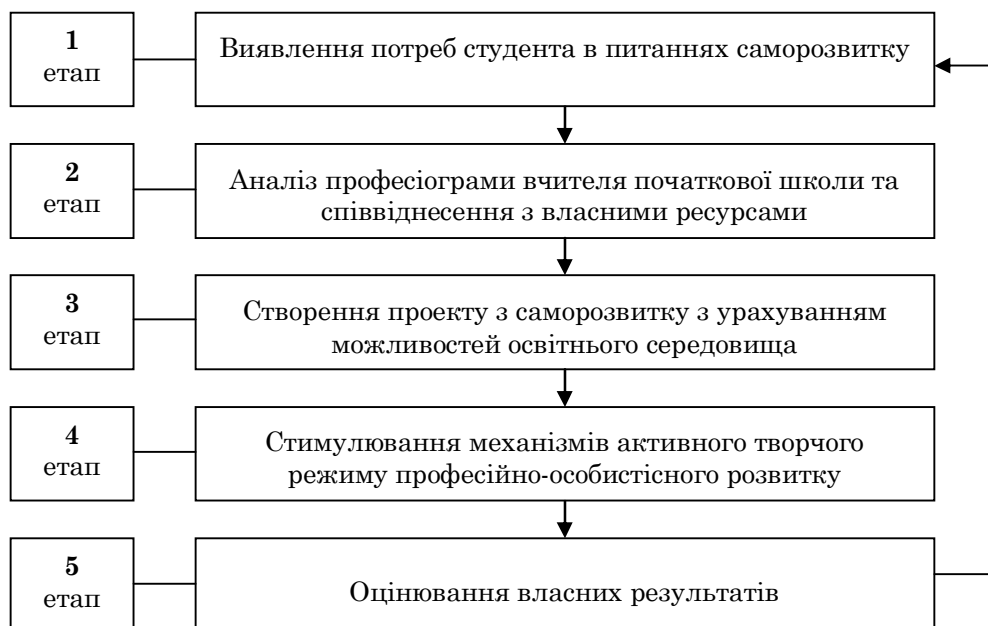 1
етап
Виявлення потреб студента в питаннях саморозвитку
2
етап
Аналіз професіограми вчителя початкової школи та
співвіднесення з власними ресурсами
3
етап
Створення проекту з саморозвитку з урахуванням
можливостей освітнього середовища
4
етап
Стимулювання механізмів активного творчого
режиму професійно-особистісного розвитку
5
етап
Оцінювання власних результатів